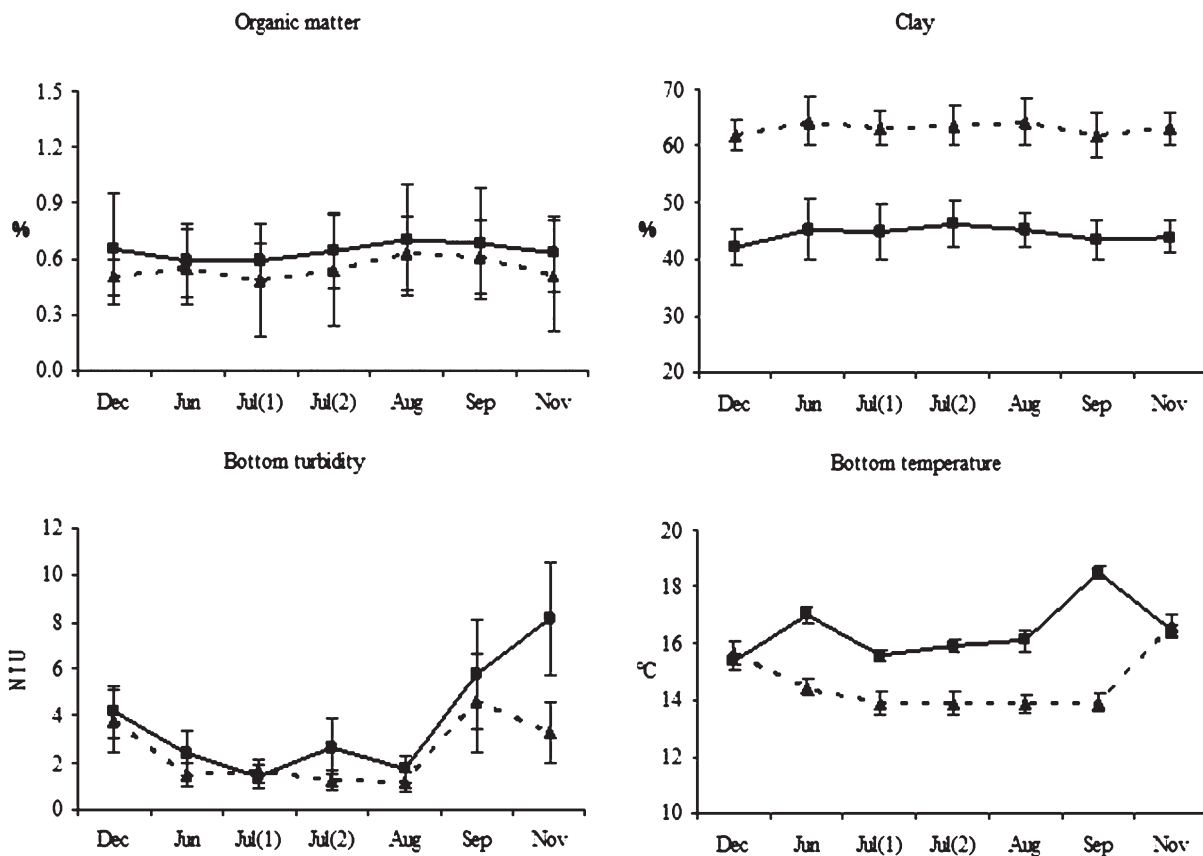 Organic matter
1.5
1.2
0.9
0.6
0.3
0.0
%
Dec Jun Jul(1) Jul(2) Aug Sep Nov
Clay
70
60
50
40
30
20
%
Dec Jun Jul(1) Jul(2) Aug Sep Nov
Bottom turbidity
12
10
8
6
4
2
0
NTU
Dec Jun Jul(1) Jul(2) Aug Sep Nov
Bottom temperature
20
18
16
14
12
10
ºC
Dec Jun Jul(1) Jul(2) Aug Sep Nov